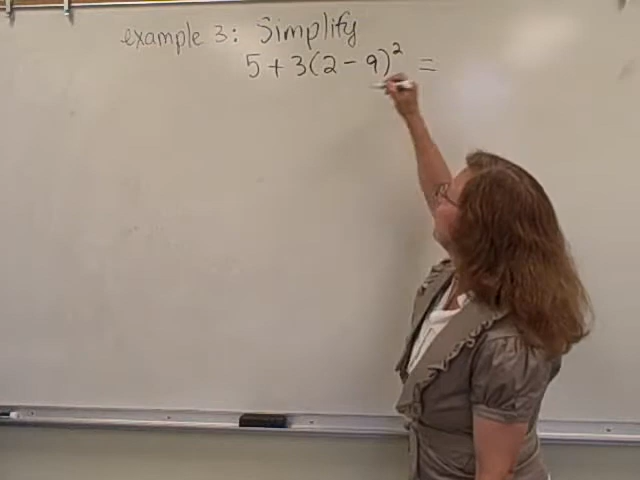 example 3: Simplify
5 + 3(2 - 9)² =